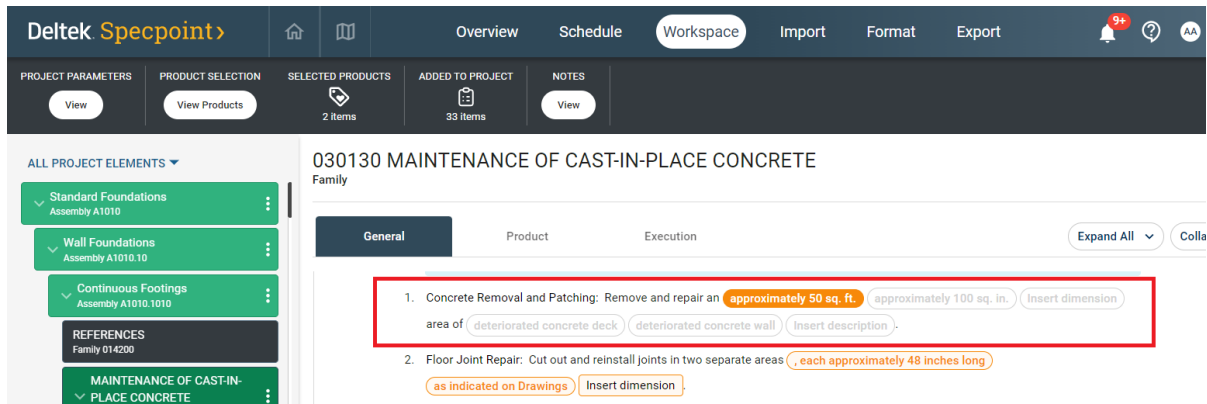 Deltek Specpoint Overview Schedule Workspace Import Format Export 9+ AA
PROJECT PARAMETERS PRODUCT SELECTION SELECTED PRODUCTS ADDED TO PROJECT NOTES
View View Products 2 items 33 items View
ALL PROJECT ELEMENTS
Standard Foundations
Assembly A1010
Wall Foundations
Assembly A1010.10
Continuous Footings
Assembly A1010.1010
REFERENCES
Family 014200
MAINTENANCE OF CAST-IN-
PLACE CONCRETE
030130 MAINTENANCE OF CAST-IN-PLACE CONCRETE
Family
General Product Execution Expand All Colla
1. Concrete Removal and Patching: Remove and repair an approximately 50 sq. ft. approximately 100 sq. in. Insert dimension
area of deteriorated concrete deck deteriorated concrete wall Insert description.
2. Floor Joint Repair: Cut out and reinstall joints in two separate areas , each approximately 48 inches long
as indicated on Drawings Insert dimension.